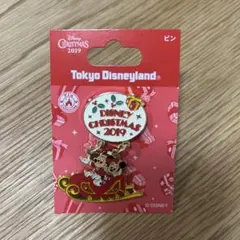 Disney
CHRISTMAS
2019
ピン
Tokyo Disneyland®
DISNEY
CHRISTMAS
2019
© DISNEY